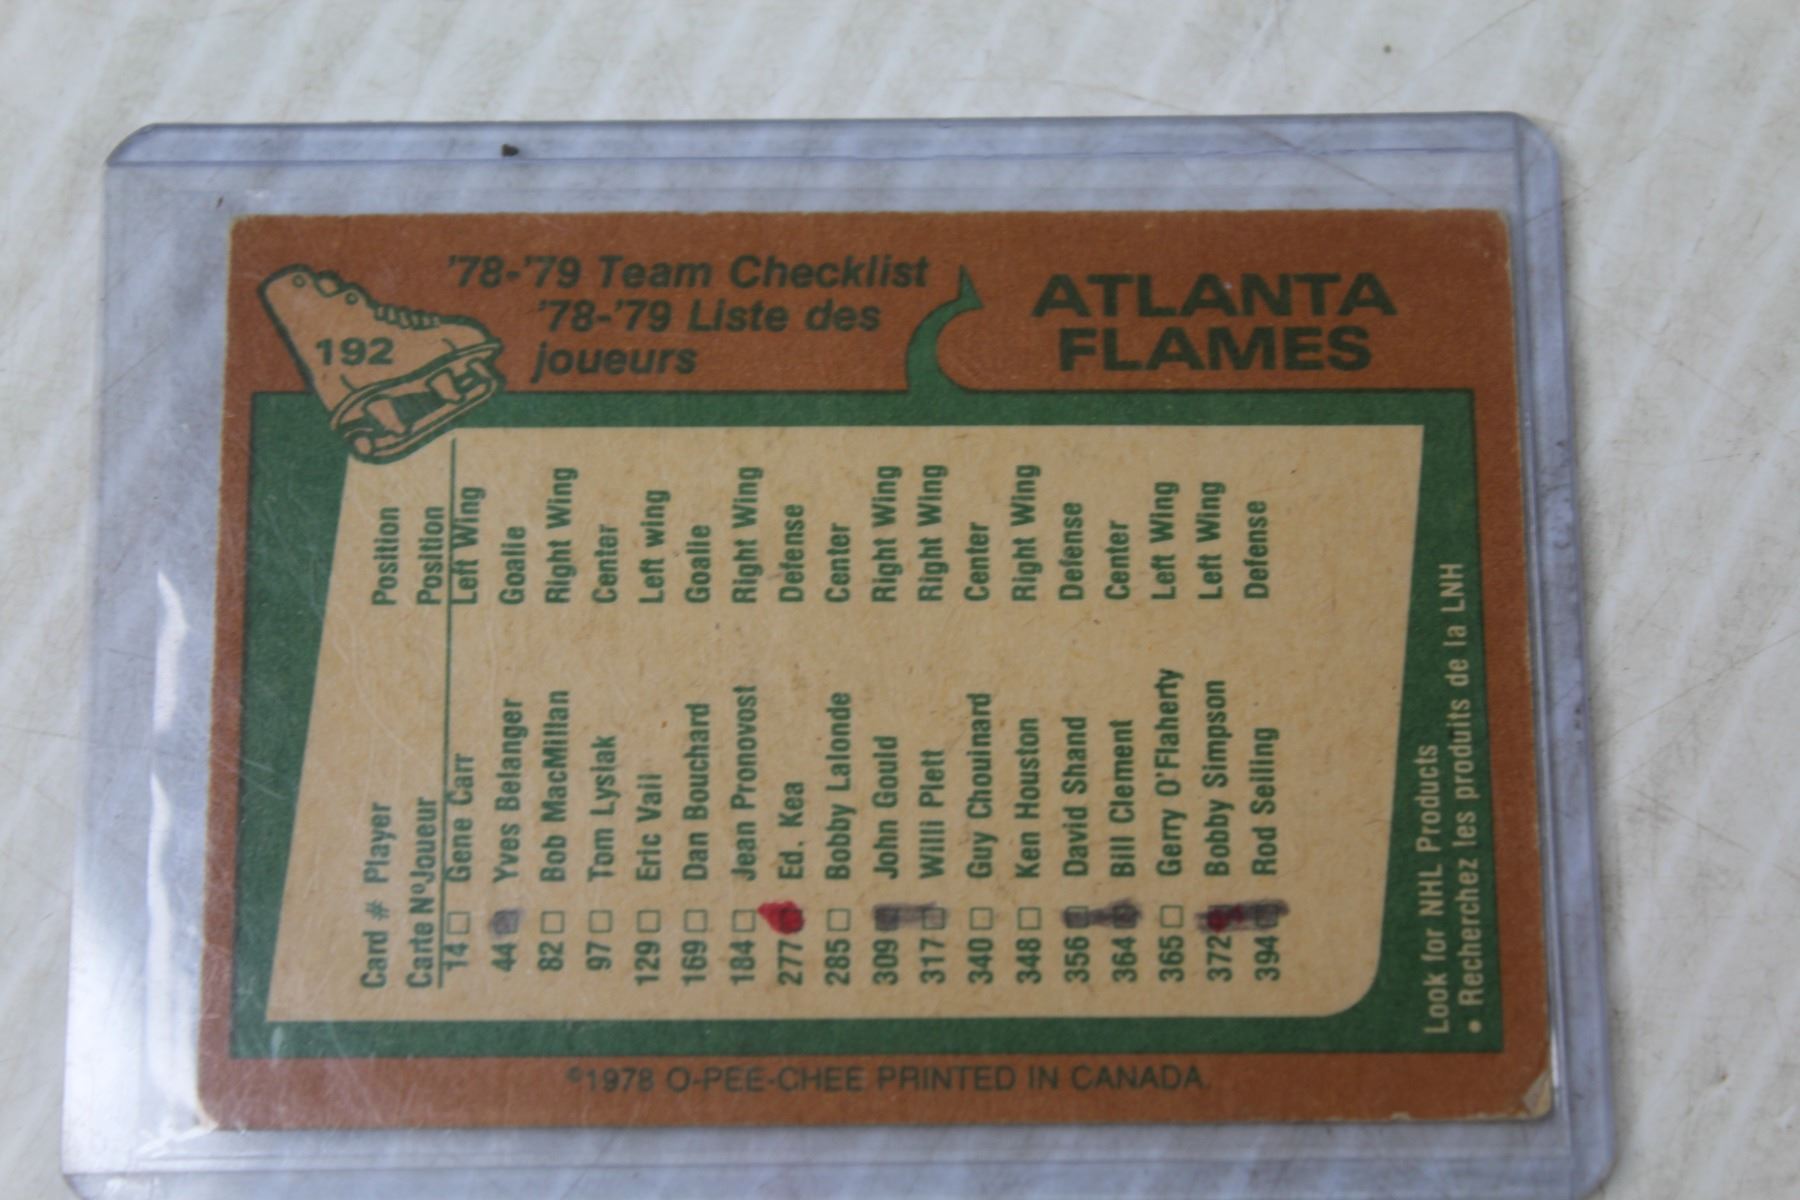 192
'78-'79 Team Checklist
'78-'79 Liste des
joueurs
ATLANTA
FLAMES
Card # Player Position
Carte Nº Joueur Position
14 Gene Carr Left Wing
44 Yves Belanger Goalie
82 Bob MacMillan Right Wing
97 Tom Lysiak Center
129 Eric Vail Left wing
169 Dan Bouchard Goalie
184 Jean Pronovost Right Wing
277 Ed. Kea Defense
285 Bobby Lalonde Center
309 John Gould Right Wing
317 Willi Plett Right Wing
340 Guy Chouinard Center
348 Ken Houston Right Wing
356 David Shand Defense
364 Bill Clement Center
365 Gerry O'Flaherty Left Wing
372 Bobby Simpson Left Wing
394 Rod Selling Defense
Look for NHL Products
• Recherchez les produits de la LNH
©1978 O-PEE-CHEE PRINTED IN CANADA